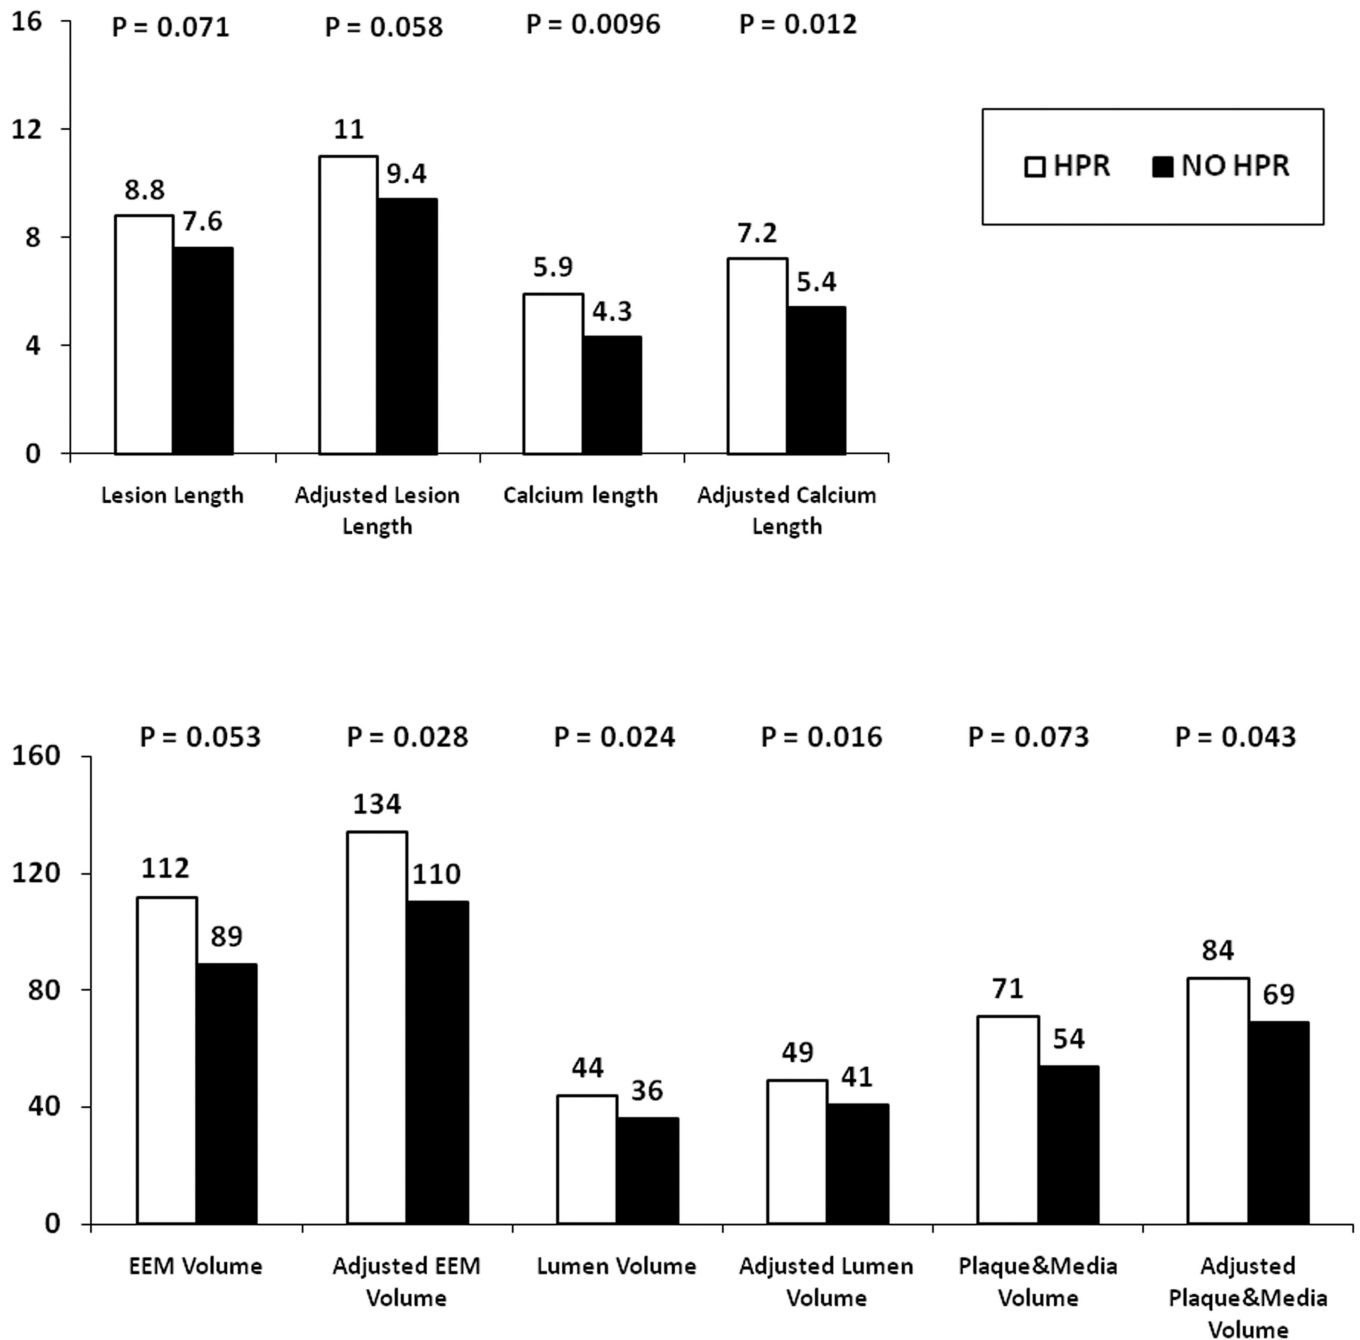 P = 0.071 P = 0.058 P = 0.0096 P = 0.012
16
12
8
4
0
8.8
7.6
11
9.4
5.9
4.3
7.2
5.4
HPR NO HPR
Lesion Length
Adjusted Lesion
Length
Calcium length
Adjusted Calcium
Length
P = 0.053 P = 0.028 P = 0.024 P = 0.016 P = 0.073 P = 0.043
160
120
80
40
0
112
89
134
110
44
36
49
41
71
54
84
69
EEM Volume
Adjusted EEM
Volume
Lumen Volume
Adjusted Lumen
Volume
Plaque&Media
Volume
Adjusted
Plaque&Media
Volume